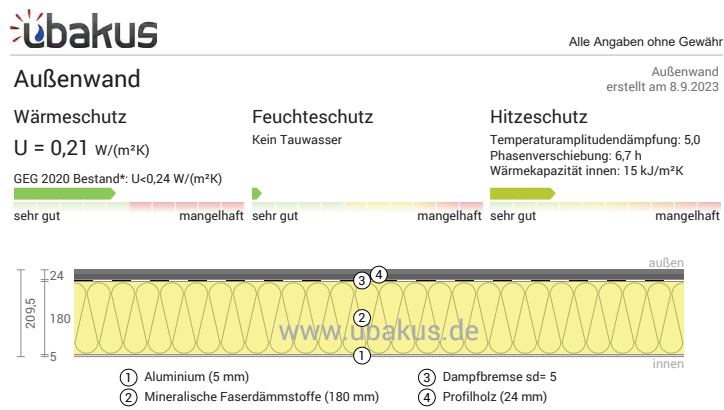 übakus
Alle Angaben ohne Gewähr
Außenwand
Außenwand
erstellt am 8.9.2023
Wärmeschutz
U = 0,21 W/(m²K)
GEG 2020 Bestand*: U<0,24 W/(m²K)
sehr gut mangelhaft
Feuchteschutz
Kein Tauwasser
sehr gut mangelhaft
Hitzeschutz
Temperaturamplitudendämpfung: 5,0
Phasenverschiebung: 6,7 h
Wärmekapazität innen: 15 kJ/m²K
sehr gut mangelhaft
außen
24
4
3
209,5
180
2
www.ubakus.de
1
5
innen
1 Aluminium (5 mm)
2 Mineralische Faserdämmstoffe (180 mm)
3 Dampfbremse sd= 5
4 Profilholz (24 mm)